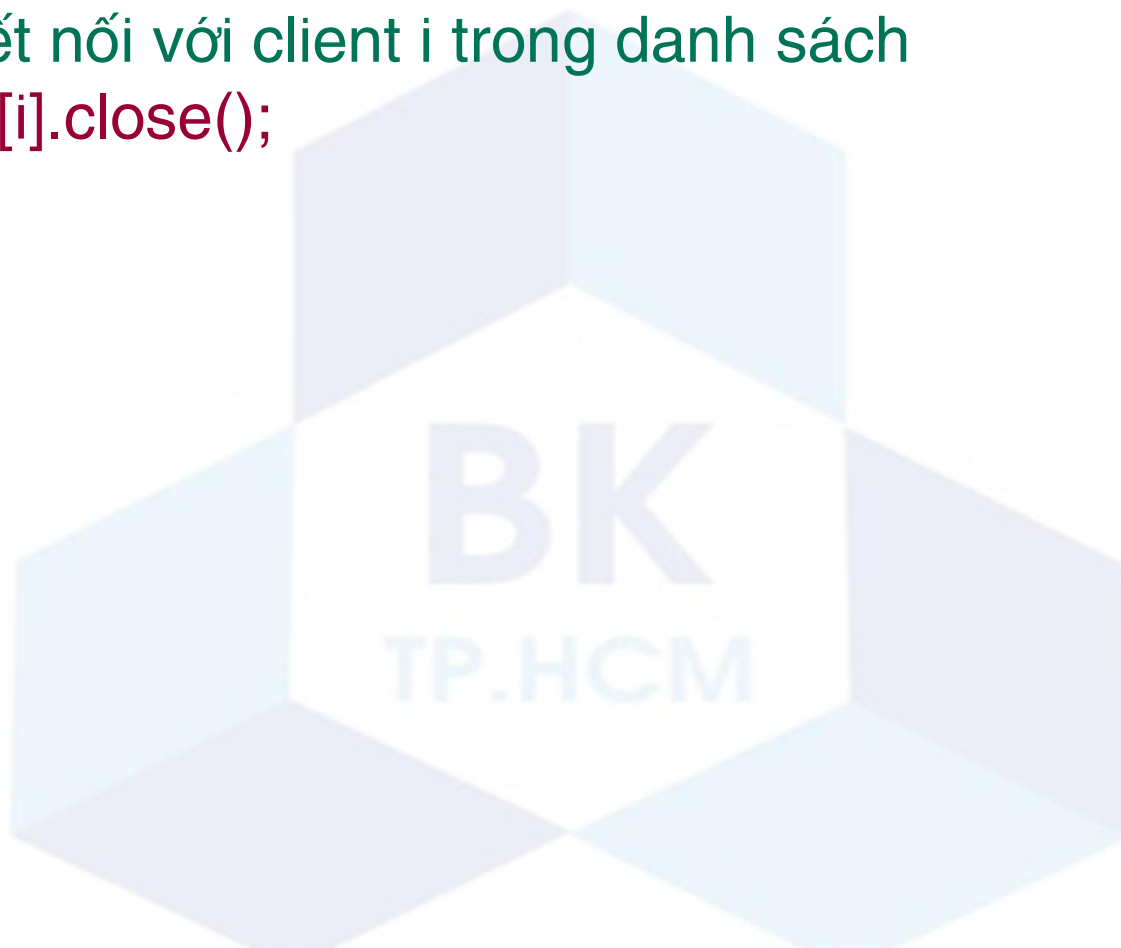 ết nối với client i trong danh sách
[i].close();
BK
TP.HCM